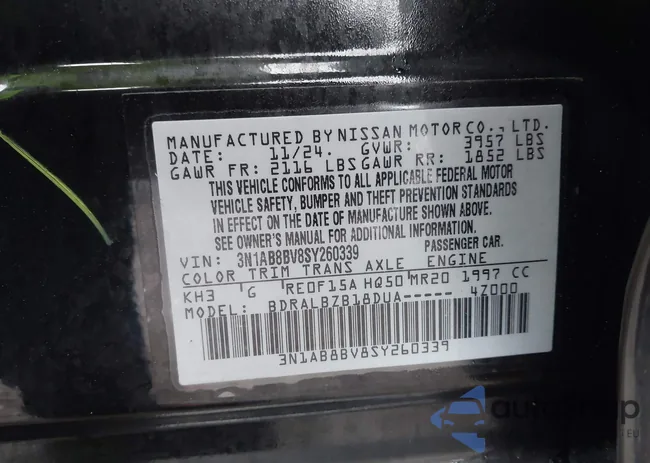 MANUFACTURED BY NISSAN MOTOR CO., LTD.
DATE: 11/24. GVWR: 3957 LBS
GAWR FR: 2116 LBS GAWR RR: 1852 LBS
THIS VEHICLE CONFORMS TO ALL APPLICABLE FEDERAL MOTOR
VEHICLE SAFETY, BUMPER AND THEFT PREVENTION STANDARDS
IN EFFECT ON THE DATE OF MANUFACTURE SHOWN ABOVE.
SEE OWNER'S MANUAL FOR ADDITIONAL INFORMATION.
VIN: 3N1AB8BV8SY260339 PASSENGER CAR.
COLOR TRIM TRANS AXLE ENGINE
KH3 G RE0F15A HQ50 MR20 1997 CC
MODEL: BDRALBZB18DUA----- 4Z000
3N1AB8BV8SY260339